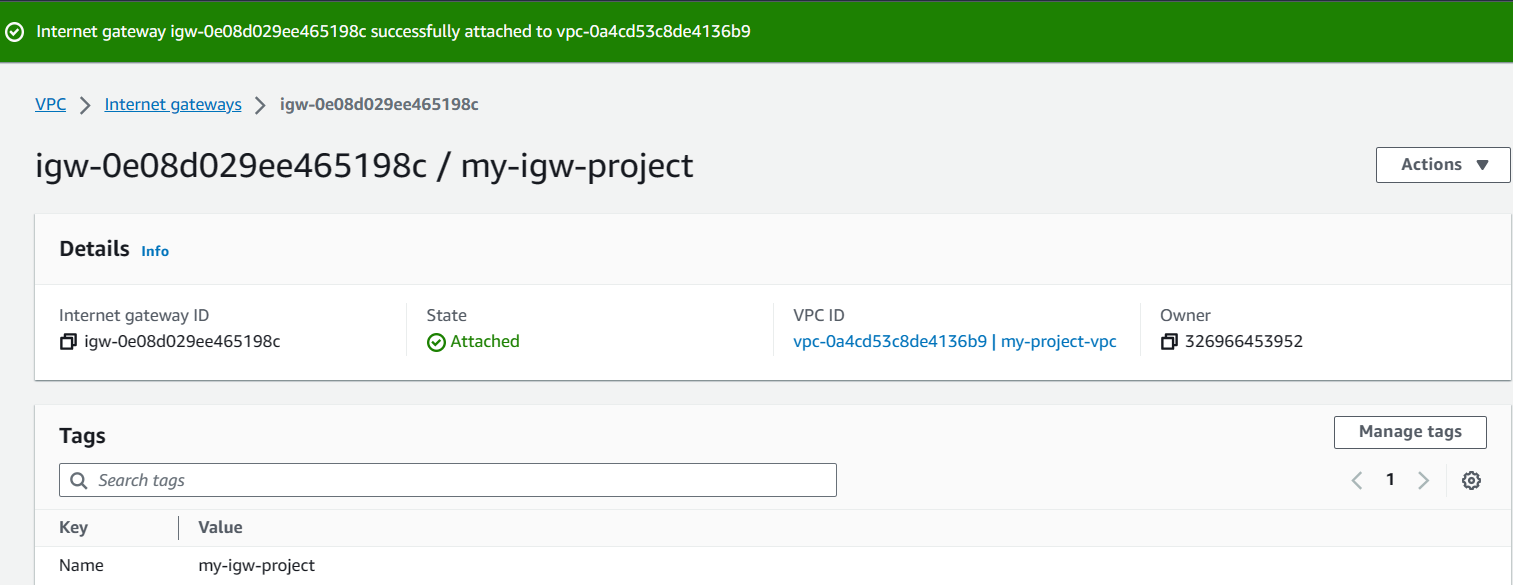 Internet gateway igw-0e08d029ee465198c successfully attached to vpc-0a4cd53c8de4136b9
VPC > Internet gateways > igw-0e08d029ee465198c
igw-0e08d029ee465198c / my-igw-project
Actions ▼
Details Info
Internet gateway ID State VPC ID Owner
igw-0e08d029ee465198c Attached vpc-0a4cd53c8de4136b9 | my-project-vpc 326966453952
Tags Manage tags
Search tags < 1 >
Key Value
Name my-igw-project